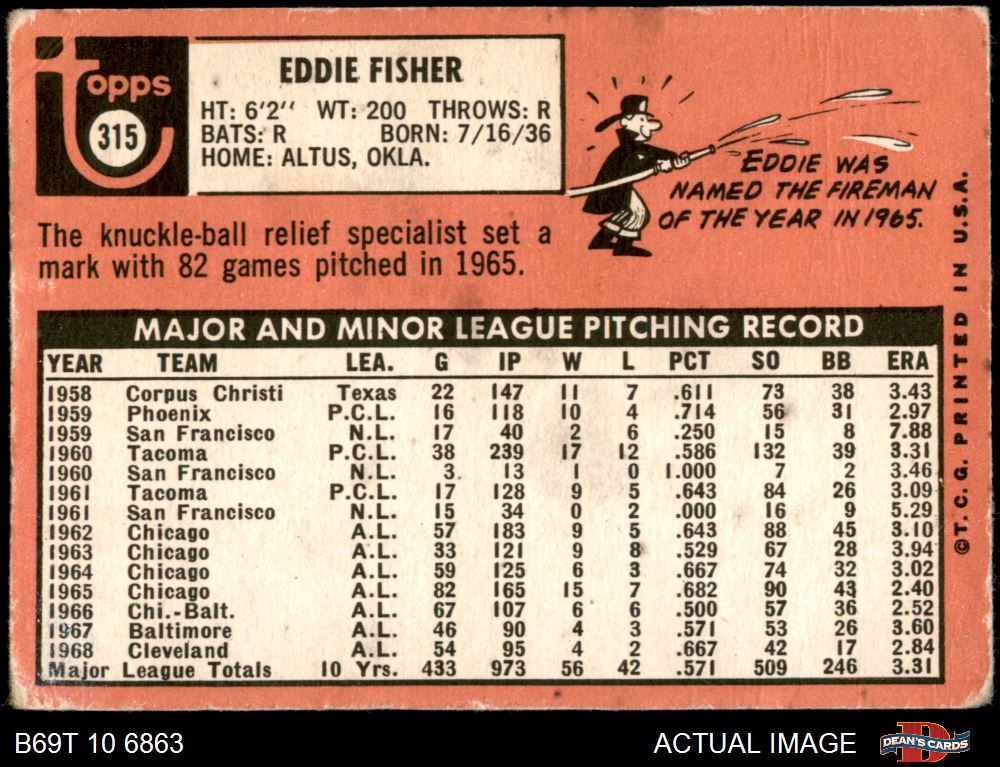 Topps
315
EDDIE FISHER
HT: 6'2" WT: 200 THROWS: R
BATS: R BORN: 7/16/36
HOME: ALTUS, OKLA.
EDDIE WAS
NAMED THE FIREMAN
OF THE YEAR IN 1965.
The knuckle-ball relief specialist set a
mark with 82 games pitched in 1965.
MAJOR AND MINOR LEAGUE PITCHING RECORD
YEAR TEAM LEA. G IP W L PCT SO BB ERA
1958 Corpus Christi Texas 22 147 11 7 .611 73 38 3.43
1959 Phoenix P.C.L. 16 118 10 4 .714 56 31 2.97
1959 San Francisco N.L. 17 40 2 6 .250 15 8 7.88
1960 Tacoma P.C.L. 38 239 17 12 .586 132 39 3.31
1960 San Francisco N.L. 3 13 1 0 1.000 7 2 3.46
1961 Tacoma P.C.L. 17 128 9 5 .643 84 26 3.09
1961 San Francisco N.L. 15 34 0 2 .000 16 9 5.29
1962 Chicago A.L. 57 183 9 5 .643 88 45 3.10
1963 Chicago A.L. 33 121 9 8 .529 67 28 3.94
1964 Chicago A.L. 59 125 6 3 .667 74 32 3.02
1965 Chicago A.L. 82 165 15 7 .682 90 43 2.40
1966 Chi.-Balt. A.L. 67 107 6 6 .500 57 36 2.52
1967 Baltimore A.L. 46 90 4 3 .571 53 26 3.60
1968 Cleveland A.L. 54 95 4 2 .667 42 17 2.84
Major League Totals 10 Yrs. 433 973 56 42 .571 509 246 3.31
©T.C.G. PRINTED IN U.S.A.
B69T 10 6863
ACTUAL IMAGE
DEAN'S CARDS